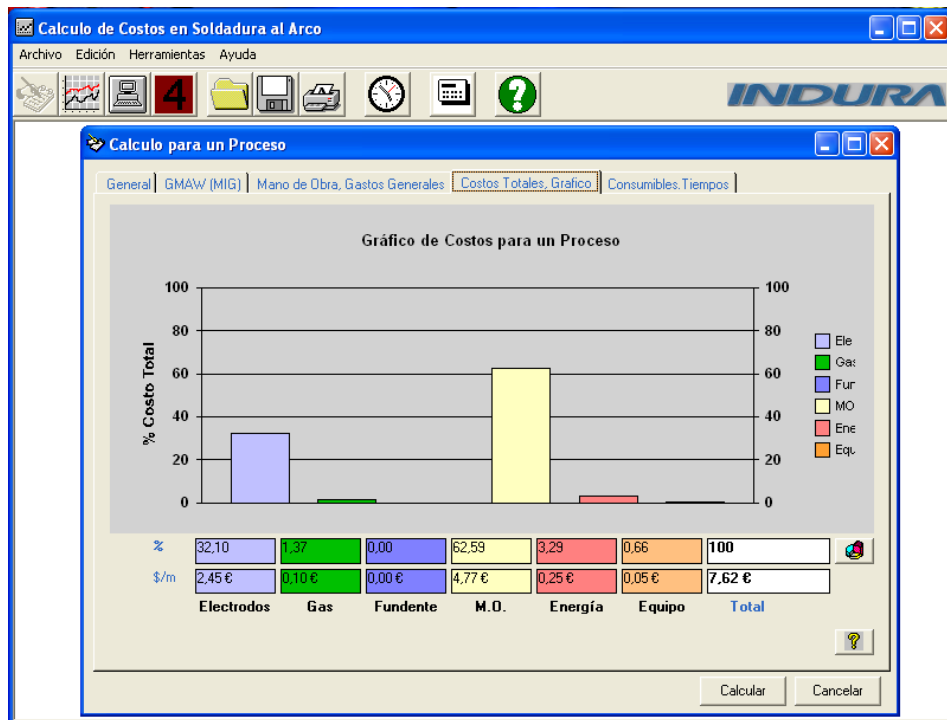 Calculo de Costos en Soldadura al Arco
Archivo Edición Herramientas Ayuda
4 ? INDURA
Calculo para un Proceso
General GMAW (MIG) Mano de Obra, Gastos Generales Costos Totales, Grafico Consumibles.Tiempos
Gráfico de Costos para un Proceso
% Costo Total
100 100
80 80
60 60
40 40
20 20
0 0
Ele
Gas
Fur
MO
Ene
Equ
% 32,10 1,37 0,00 62,59 3,29 0,66 100
$/m 2,45 € 0,10 € 0,00 € 4,77 € 0,25 € 0,05 € 7,62 €
Electrodos Gas Fundente M.O. Energía Equipo Total
?
Calcular Cancelar